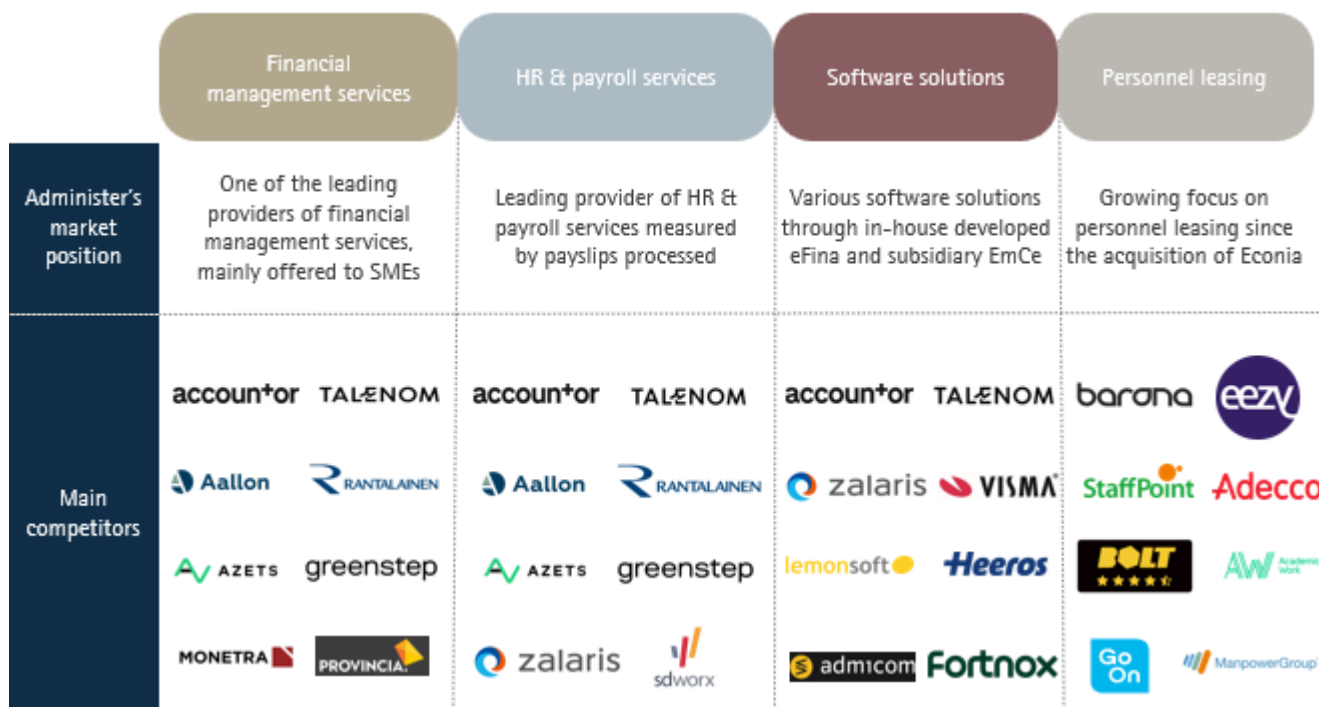 Financial
management services
HR & payroll services
Software solutions
Personnel leasing
Administer's
market
position
One of the leading
providers of financial
management services,
mainly offered to SMEs
Leading provider of HR &
payroll services measured
by payslips processed
Various software solutions
through in-house developed
eFina and subsidiary EmCe
Growing focus on
personnel leasing since
the acquisition of Econia
Main
competitors
accountor TALENOM
Aallon RANTALAINEN
AZETS greenstep
MONETRA PROVINCIA.
accountor TALENOM
Aallon RANTALAINEN
AZETS greenstep
zalaris sdworx
accountor TALENOM
zalaris VISMA®
lemonsoft Heeros
admicom Fortnox
barona eezy
StaffPoint Adecco
BOLT AW Academic
Work
Go
On
ManpowerGroup